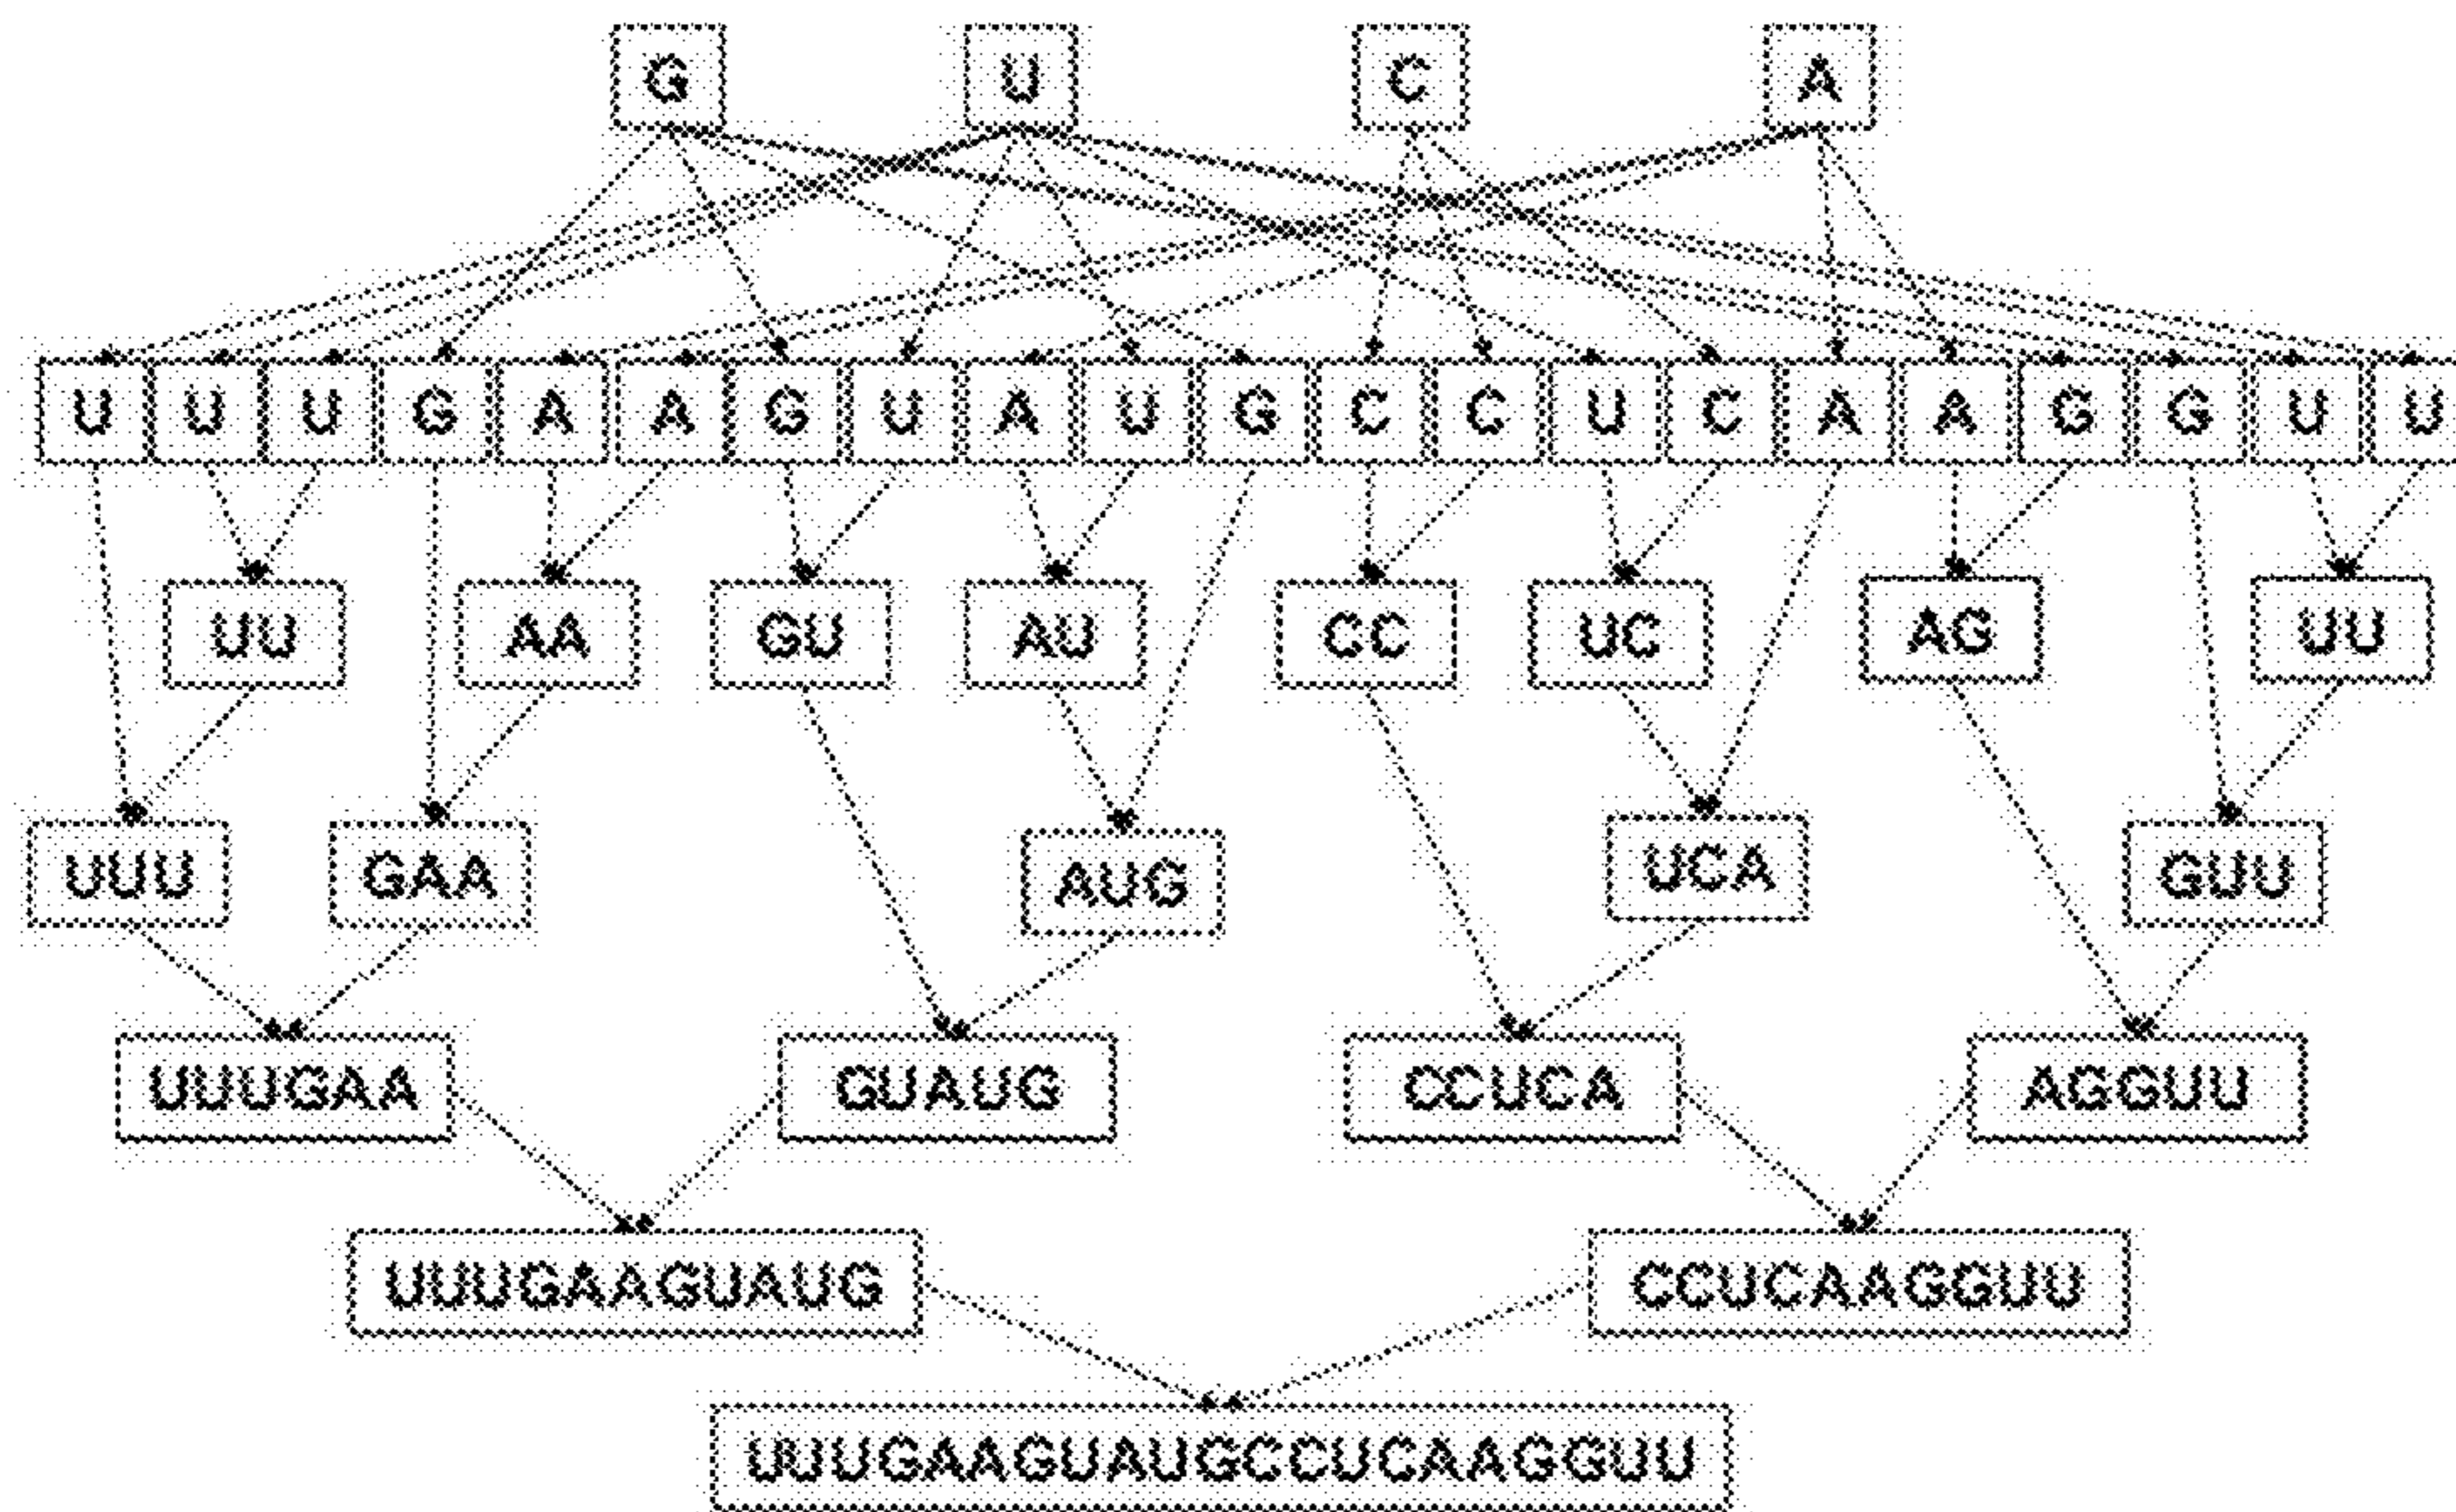 G U C A
U U U G A A G U A U G C C U C A A G G U U
UU AA GU AU CC UC AG UU
UUU GAA AUG UCA GUU
UUUGAA GUAUG CCUCA AGGUU
UUUGAAGUAUG CCUCAAGGUU
UUUGAAGUAUGCCUCAAGGUU